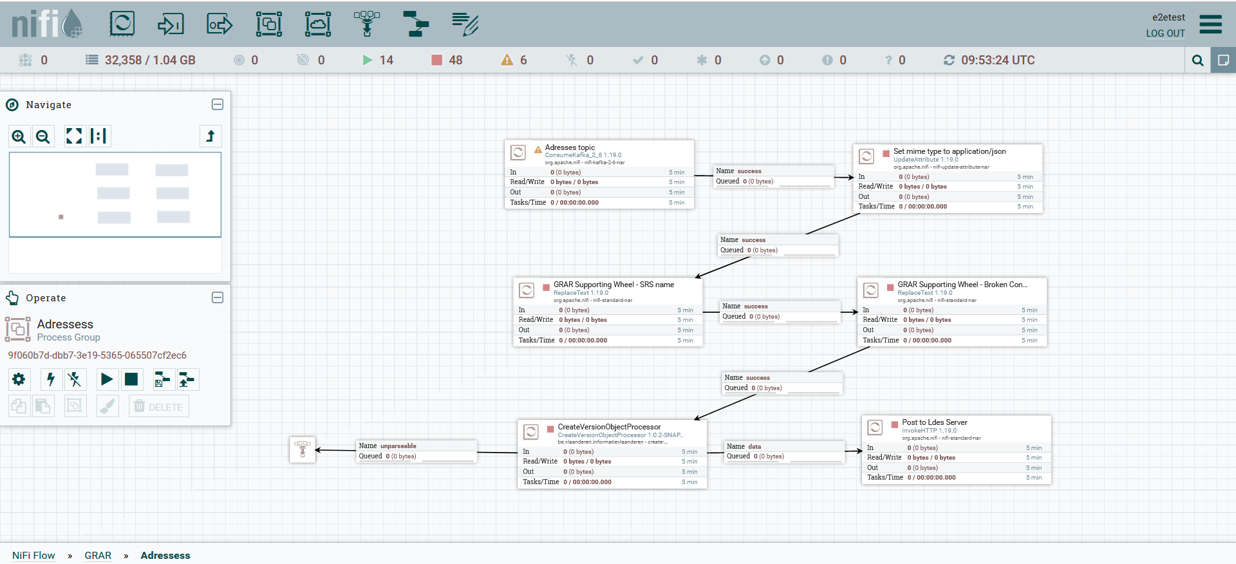 nifi
e2etest
LOG OUT
0 32,358 / 1.04 GB 0 0 14 48 6 0 0 0 0 0 ? 0 09:53:24 UTC
Navigate
Operate
Adressess
Process Group
9f060b7d-dbb7-3e19-5365-065507cf2ec6
DELETE
Adresses topic
ConsumeKafka_2_6 1.19.0
org.apache.nifi - nifi-kafka-2-6-nar
In 0 (0 bytes) 5 min
Read/Write 0 bytes / 0 bytes 5 min
Out 0 (0 bytes) 5 min
Tasks/Time 0 / 00:00:00.000 5 min
Name success
Queued 0 (0 bytes)
Set mime type to application/json
UpdateAttribute 1.19.0
org.apache.nifi - nifi-update-attribute-nar
In 0 (0 bytes) 5 min
Read/Write 0 bytes / 0 bytes 5 min
Out 0 (0 bytes) 5 min
Tasks/Time 0 / 00:00:00.000 5 min
Name success
Queued 0 (0 bytes)
GRAR Supporting Wheel - SRS name
ReplaceText 1.19.0
org.apache.nifi - nifi-standard-nar
In 0 (0 bytes) 5 min
Read/Write 0 bytes / 0 bytes 5 min
Out 0 (0 bytes) 5 min
Tasks/Time 0 / 00:00:00.000 5 min
Name success
Queued 0 (0 bytes)
GRAR Supporting Wheel - Broken Con...
ReplaceText 1.19.0
org.apache.nifi - nifi-standard-nar
In 0 (0 bytes) 5 min
Read/Write 0 bytes / 0 bytes 5 min
Out 0 (0 bytes) 5 min
Tasks/Time 0 / 00:00:00.000 5 min
Name success
Queued 0 (0 bytes)
Name unparseable
Queued 0 (0 bytes)
CreateVersionObjectProcessor
CreateVersionObjectProcessor 1.0.2-SNAP...
be.vlaanderen.informatievlaanderen - create...
In 0 (0 bytes) 5 min
Read/Write 0 bytes / 0 bytes 5 min
Out 0 (0 bytes) 5 min
Tasks/Time 0 / 00:00:00.000 5 min
Name data
Queued 0 (0 bytes)
Post to Ldes Server
InvokeHTTP 1.19.0
org.apache.nifi - nifi-standard-nar
In 0 (0 bytes) 5 min
Read/Write 0 bytes / 0 bytes 5 min
Out 0 (0 bytes) 5 min
Tasks/Time 0 / 00:00:00.000 5 min
NiFi Flow » GRAR » Adressess